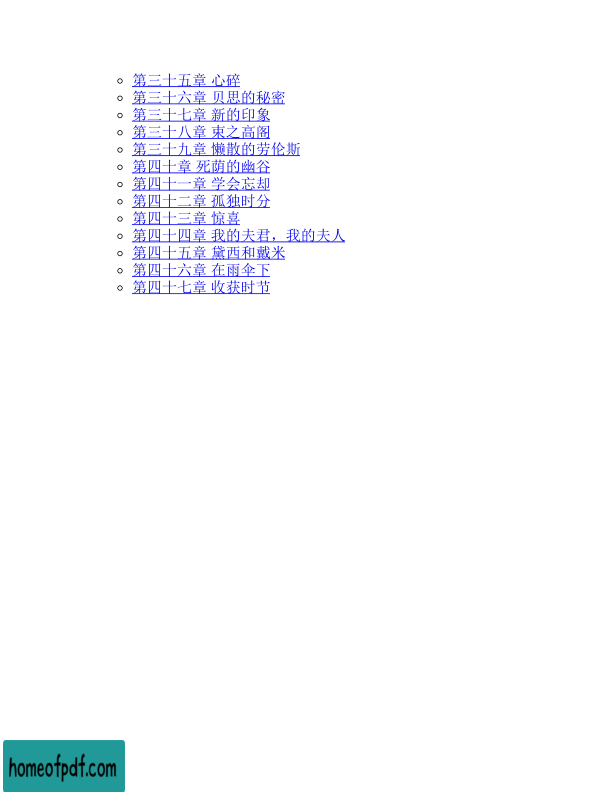 第三十五章 心碎
第三十六章 贝思的秘密
第三十七章 新的印象
第三十八章 束之高阁
第三十九章 懒散的劳伦斯
第四十章 死荫的幽谷
第四十一章 学会忘却
第四十二章 孤独时分
第四十三章 惊喜
第四十四章 我的夫君，我的夫人
第四十五章 黛西和戴米
第四十六章 在雨伞下
第四十七章 收获时节
homeofpdf.com